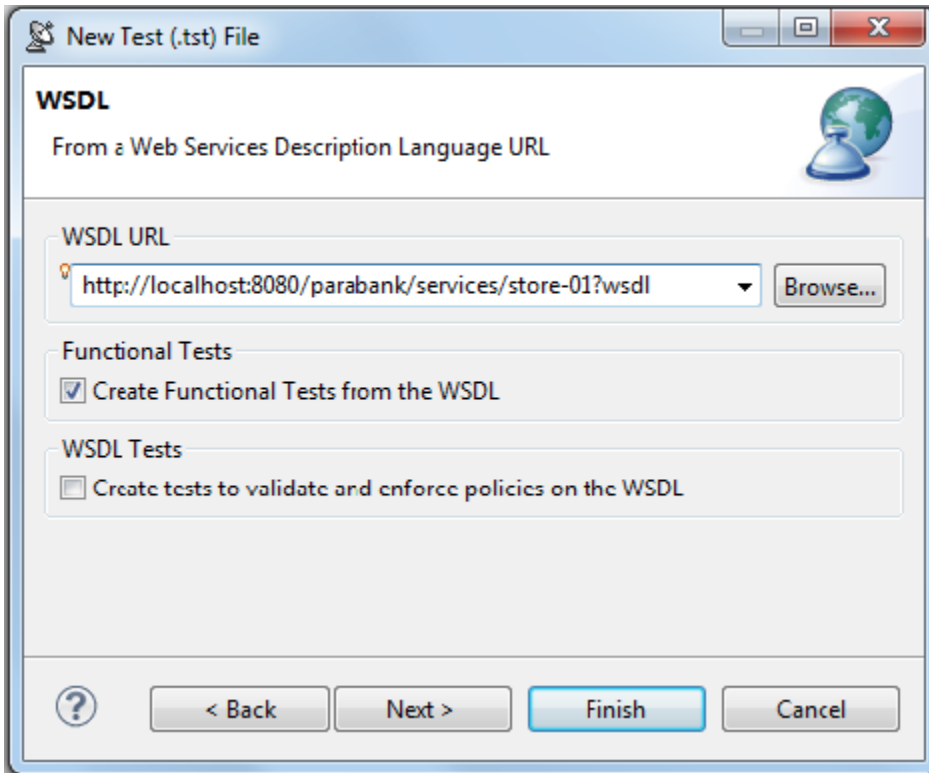 New Test (.tst) File
WSDL
From a Web Services Description Language URL
WSDL URL
http://localhost:8080/parabank/services/store-01?wsdl
Browse...
Functional Tests
Create Functional Tests from the WSDL
WSDL Tests
Create tests to validate and enforce policies on the WSDL
?
< Back
Next >
Finish
Cancel